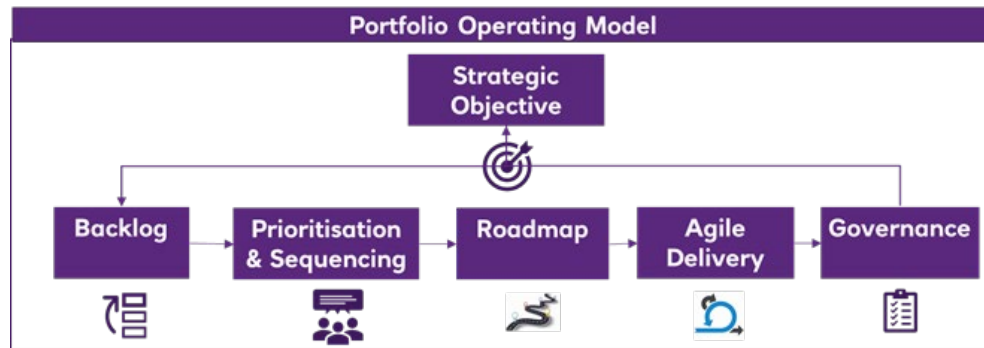 Portfolio Operating Model
Strategic
Objective
Backlog
Prioritisation
& Sequencing
Roadmap
Agile
Delivery
Governance